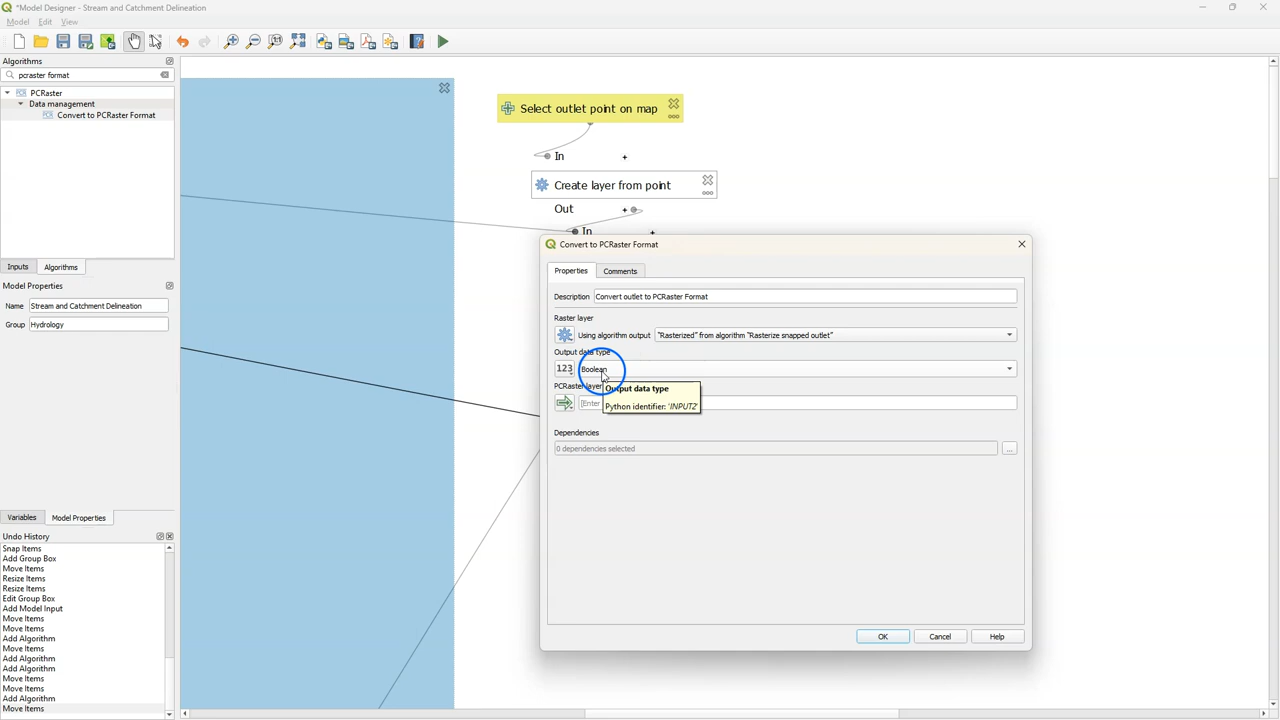 *Model Designer - Stream and Catchment Delineation
Model Edit View
Algorithms
pcraster format
PCRaster
Data management
Convert to PCRaster Format
Inputs Algorithms
Model Properties
Name Stream and Catchment Delineation
Group Hydrology
Variables Model Properties
Undo History
Snap Items
Add Group Box
Move Items
Resize Items
Resize Items
Edit Group Box
Add Model Input
Move Items
Move Items
Add Algorithm
Move Items
Add Algorithm
Add Algorithm
Move Items
Move Items
Add Algorithm
Move Items
Select outlet point on map
In +
Create layer from point
Out +
In +
Convert to PCRaster Format
Properties Comments
Description Convert outlet to PCRaster Format
Raster layer
Using algorithm output "Rasterized" from algorithm "Rasterize snapped outlet"
Output data type
123 Boolean
PCRaster layer
[Enter
Output data type
Python identifier: 'INPUT2'
Dependencies
0 dependencies selected ...
OK Cancel Help